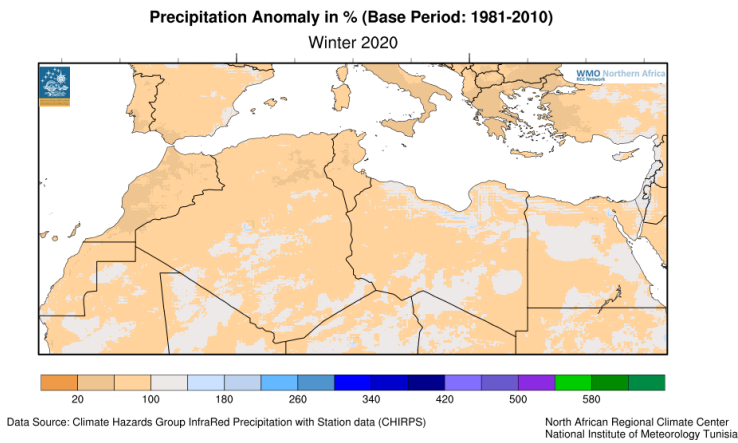 Precipitation Anomaly in % (Base Period: 1981-2010)
Winter 2020
WMO Northern Africa
RCC Network
20 100 180 260 340 420 500 580
Data Source: Climate Hazards Group InfraRed Precipitation with Station data (CHIRPS)
North African Regional Climate Center
National Institute of Meteorology Tunisia